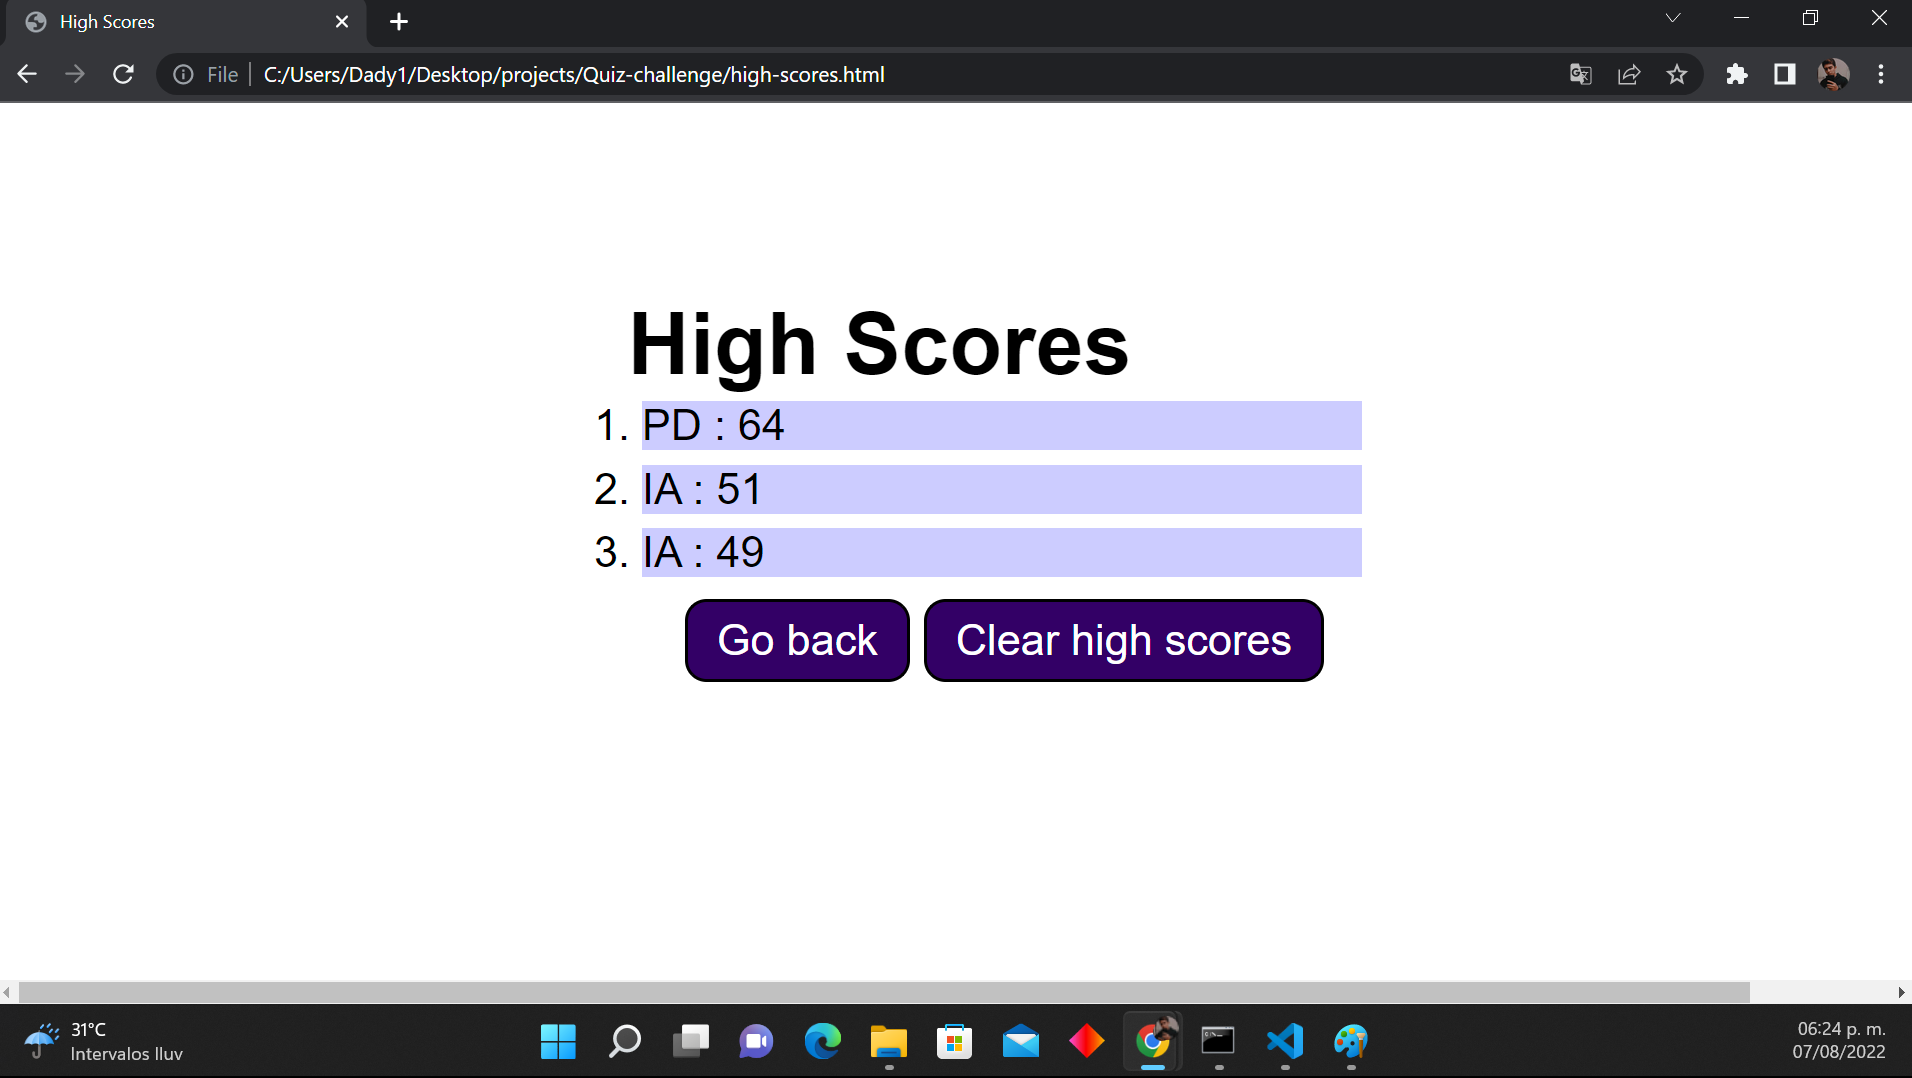 High Scores
File
C:/Users/Dady1/Desktop/projects/Quiz-challenge/high-scores.html
High Scores
1. PD : 64
2. IA : 51
3. IA : 49
Go back
Clear high scores
31°C
Intervalos lluv
06:24 p. m.
07/08/2022